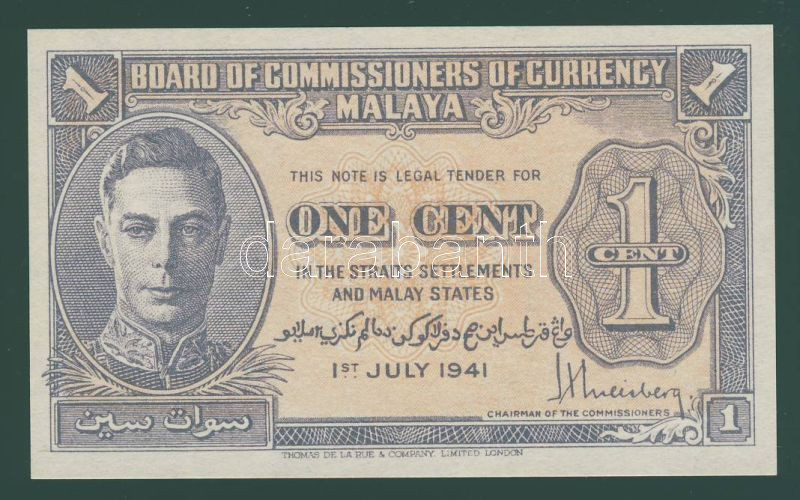 1 BOARD OF COMMISSIONERS OF CURRENCY 1
MALAYA
THIS NOTE IS LEGAL TENDER FOR
ONE CENT
1
CENT
darabanth
IN THE STRAITS SETTLEMENTS
AND MALAY STATES
1ST JULY 1941
CHAIRMAN OF THE COMMISSIONERS
سوات سين
1
THOMAS DE LA RUE & COMPANY, LIMITED LONDON